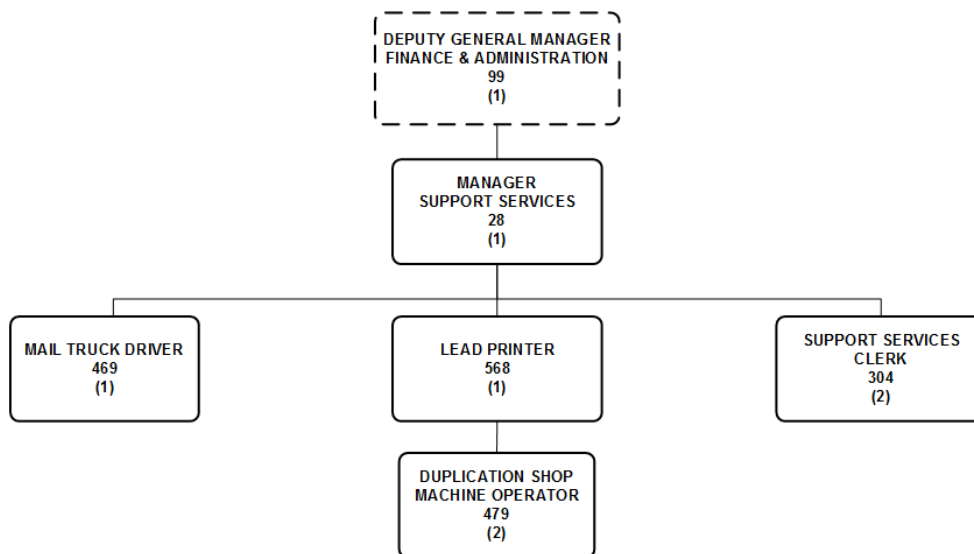 DEPUTY GENERAL MANAGER
FINANCE & ADMINISTRATION
99
(1)
MANAGER
SUPPORT SERVICES
28
(1)
MAIL TRUCK DRIVER
469
(1)
LEAD PRINTER
568
(1)
SUPPORT SERVICES
CLERK
304
(2)
DUPLICATION SHOP
MACHINE OPERATOR
479
(2)